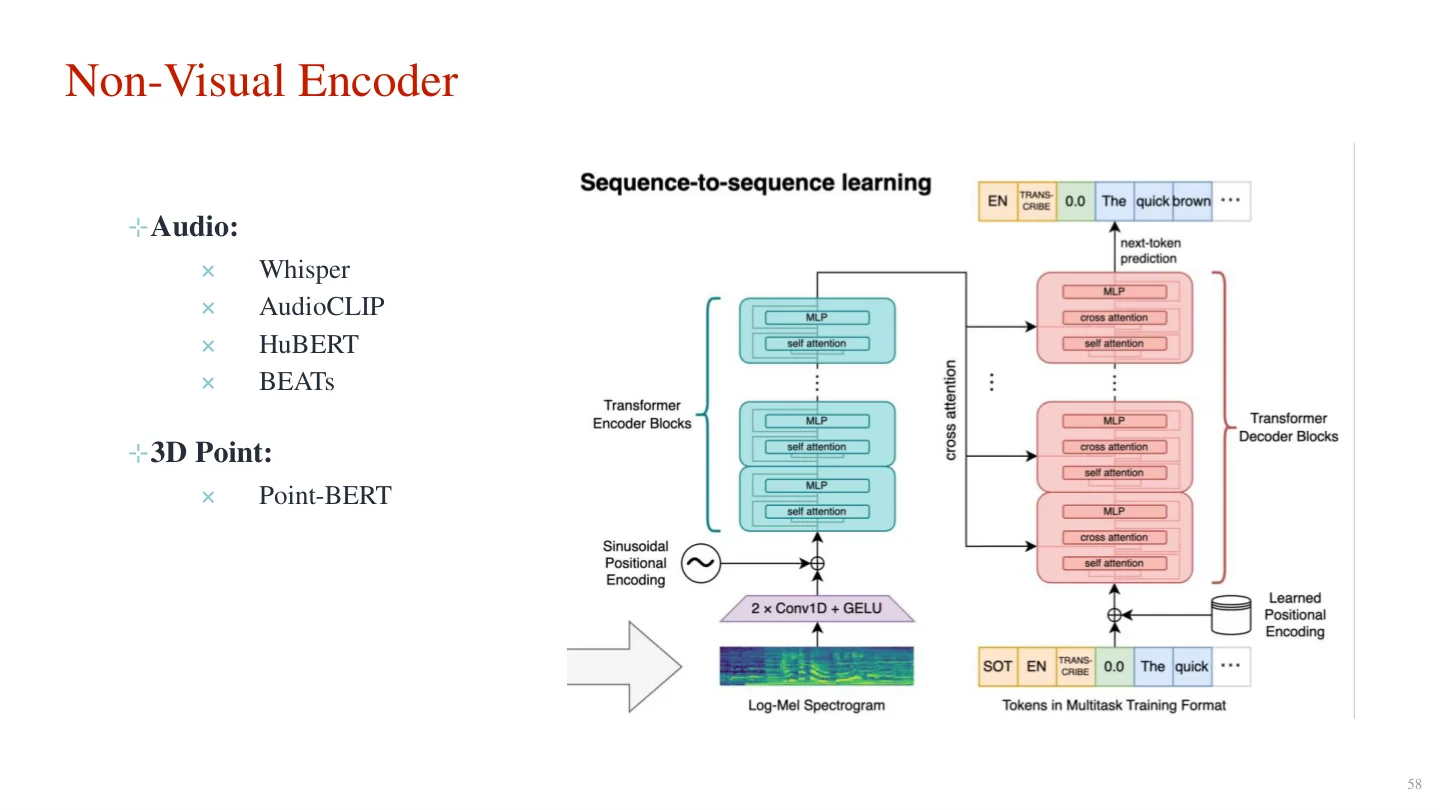 Non-Visual Encoder
Audio:
Whisper
AudioCLIP
HuBERT
BEATs
3D Point:
Point-BERT
Sequence-to-sequence learning
EN TRANS-CRIBE 0.0 The quick brown ...
next-token
prediction
MLP
self attention
MLP
self attention
MLP
self attention
Transformer
Encoder Blocks
cross attention
MLP
cross attention
self attention
MLP
cross attention
self attention
MLP
cross attention
self attention
Transformer
Decoder Blocks
Sinusoidal
Positional
Encoding
2 × Conv1D + GELU
Log-Mel Spectrogram
Learned
Positional
Encoding
SOT EN TRANS-CRIBE 0.0 The quick ...
Tokens in Multitask Training Format
58